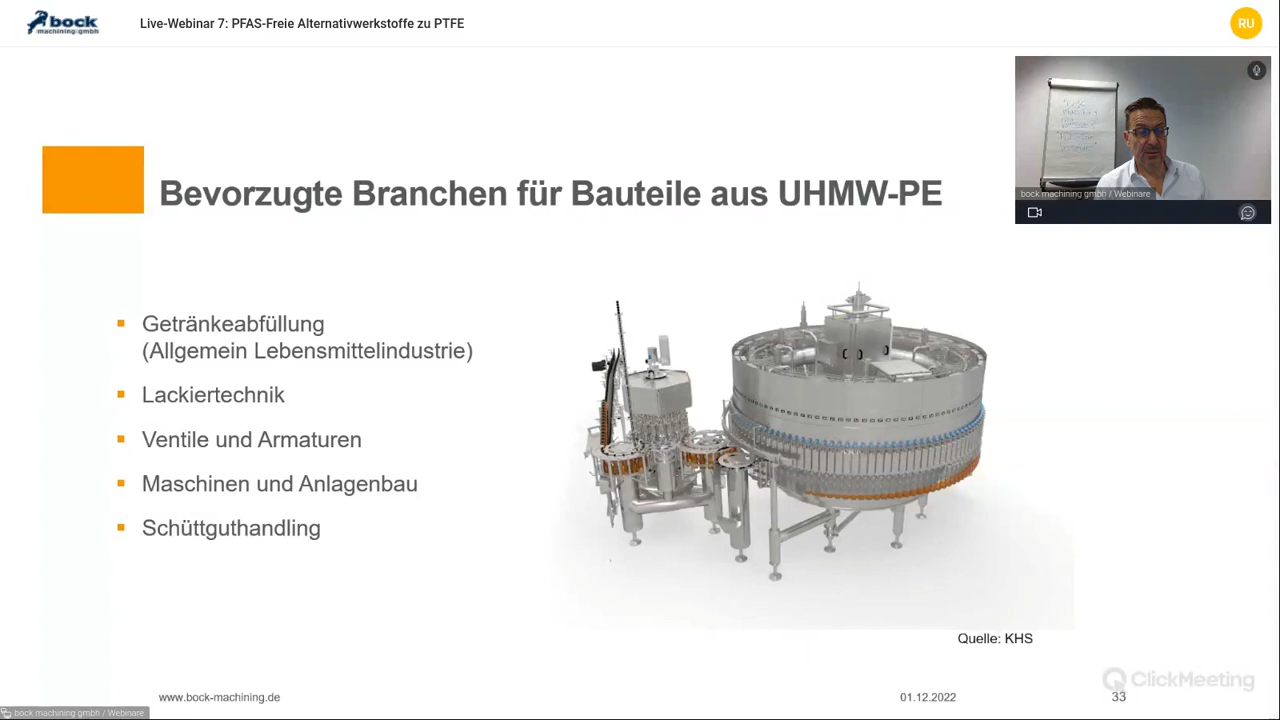 bock
machining gmbh
Live-Webinar 7: PFAS-Freie Alternativwerkstoffe zu PTFE
RU
bock machining gmbh / Webinare
Bevorzugte Branchen für Bauteile aus UHMW-PE
Getränkeabfüllung
(Allgemein Lebensmittelindustrie)
Lackiertechnik
Ventile und Armaturen
Maschinen und Anlagenbau
Schüttguthandling
Quelle: KHS
www.bock-machining.de
01.12.2022
33
ClickMeeting
bock machining gmbh / Webinare